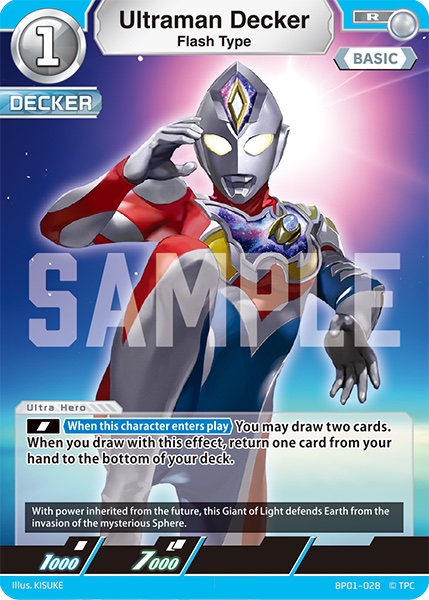 1
Ultraman Decker
Flash Type
R
BASIC
DECKER
SAMPLE
Ultra Hero
When this character enters play You may draw two cards.
When you draw with this effect, return one card from your
hand to the bottom of your deck.
With power inherited from the future, this Giant of Light defends Earth from the
invasion of the mysterious Sphere.
1000 7000
Illus. KISUKE BP01-028 © TPC